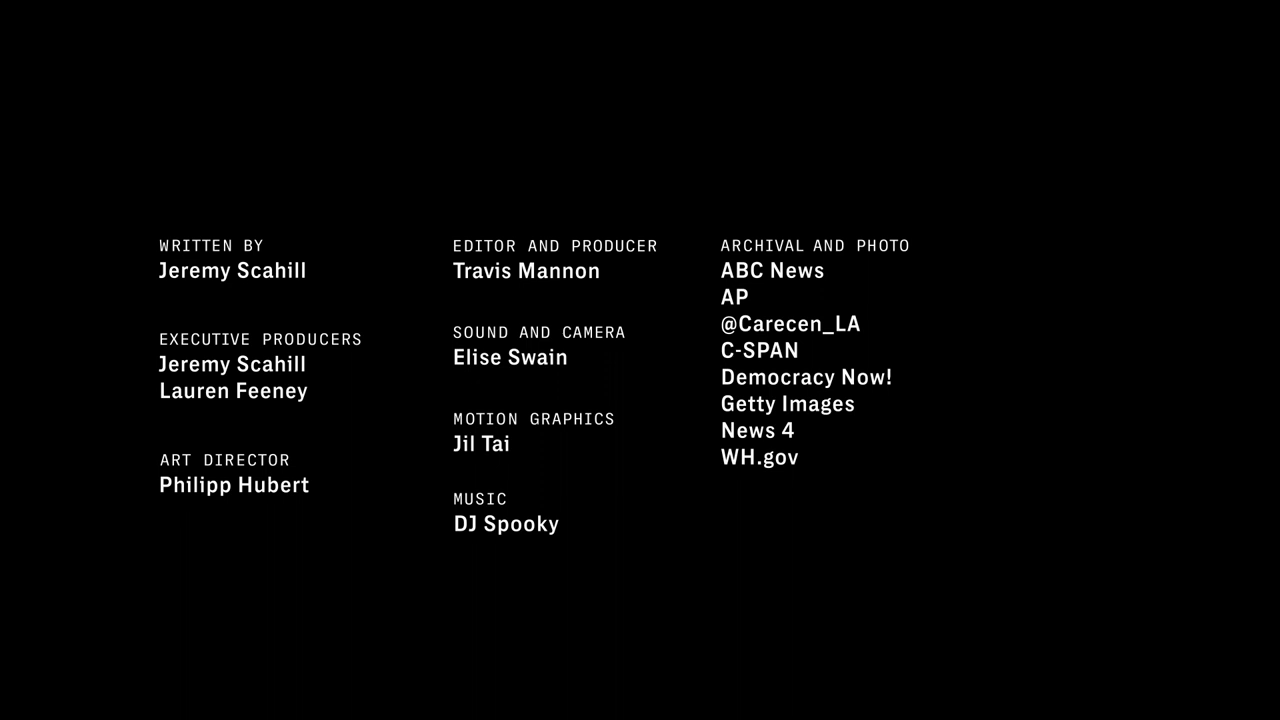 WRITTEN BY
Jeremy Scahill
EXECUTIVE PRODUCERS
Jeremy Scahill
Lauren Feeney
ART DIRECTOR
Philipp Hubert
EDITOR AND PRODUCER
Travis Mannon
SOUND AND CAMERA
Elise Swain
MOTION GRAPHICS
Jil Tai
MUSIC
DJ Spooky
ARCHIVAL AND PHOTO
ABC News
AP
@Carecen_LA
C-SPAN
Democracy Now!
Getty Images
News 4
WH.gov